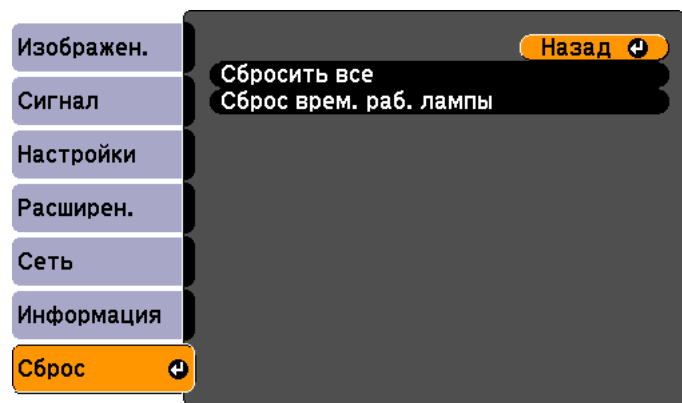 Изображен.
Сигнал
Настройки
Расширен.
Сеть
Информация
Сброс
Назад
Сбросить все
Сброс врем. раб. лампы